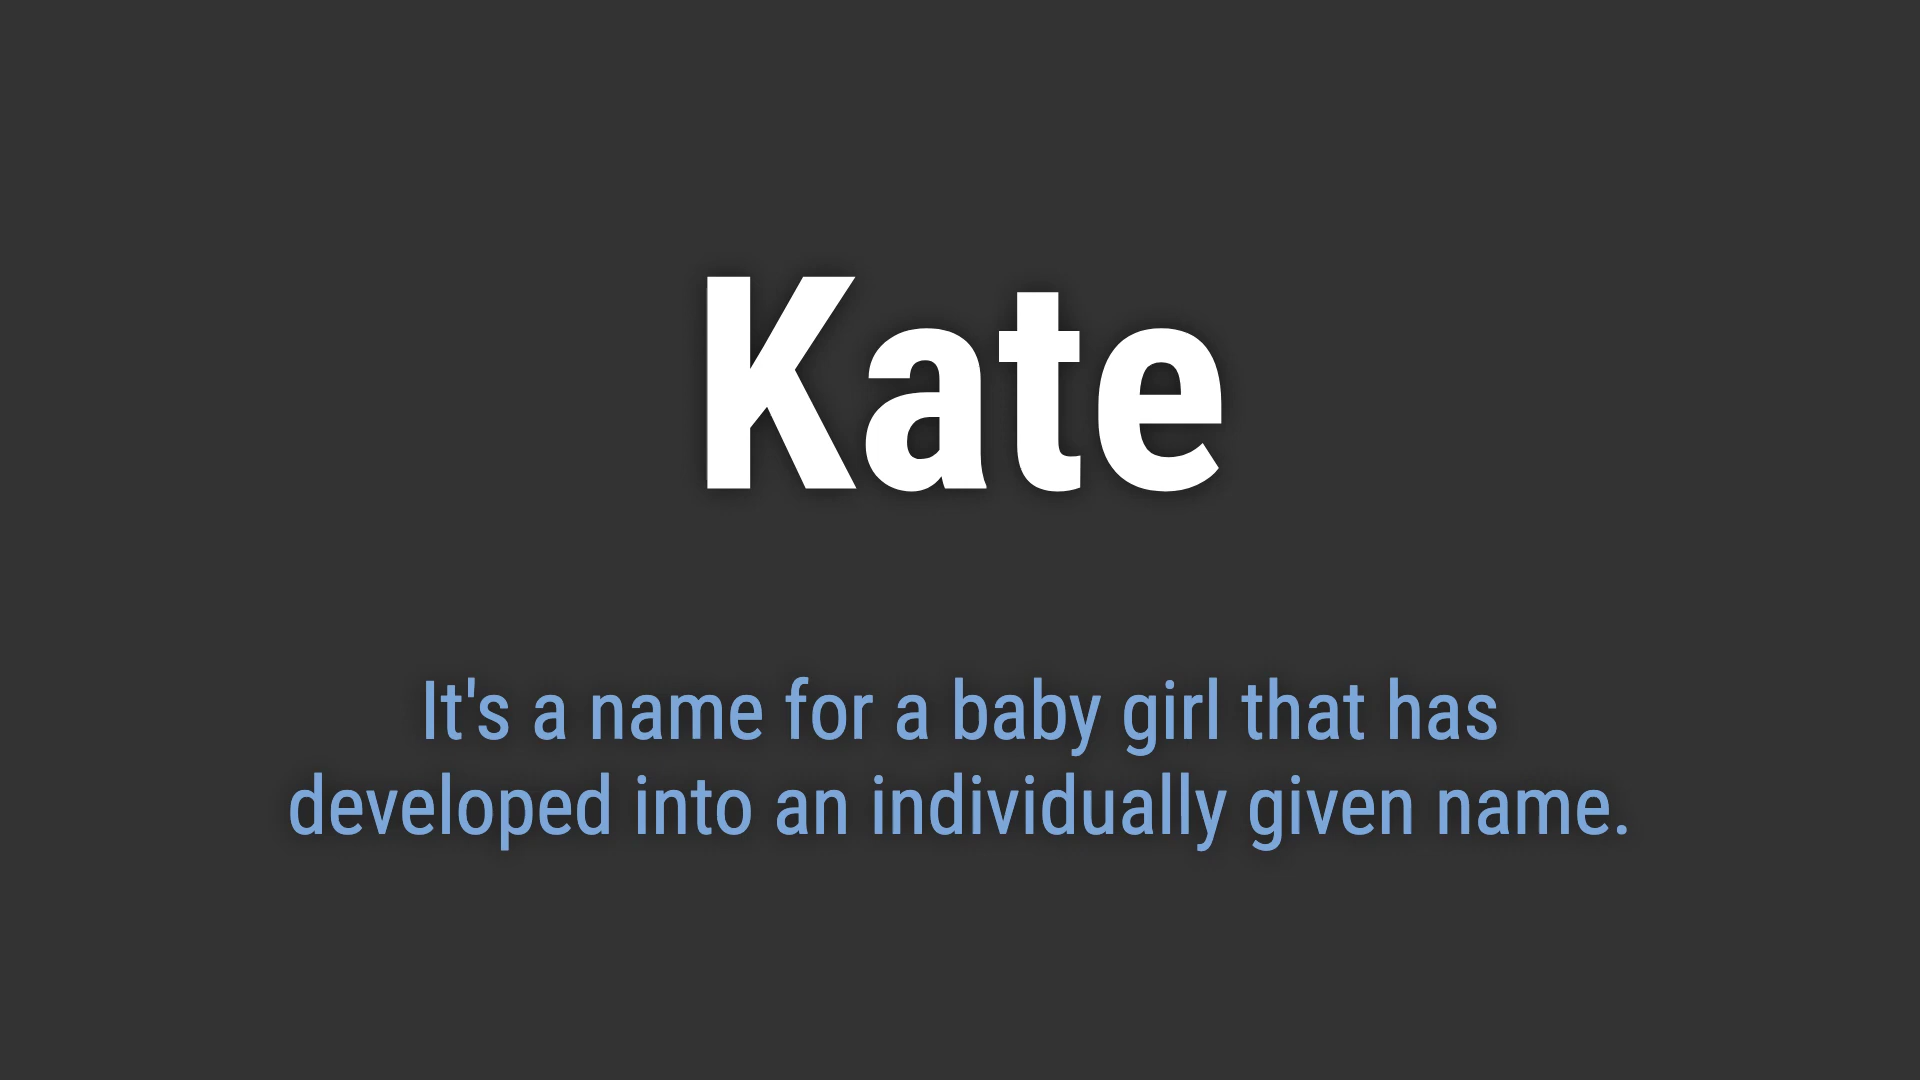 Kate
It's a name for a baby girl that has
developed into an individually given name.